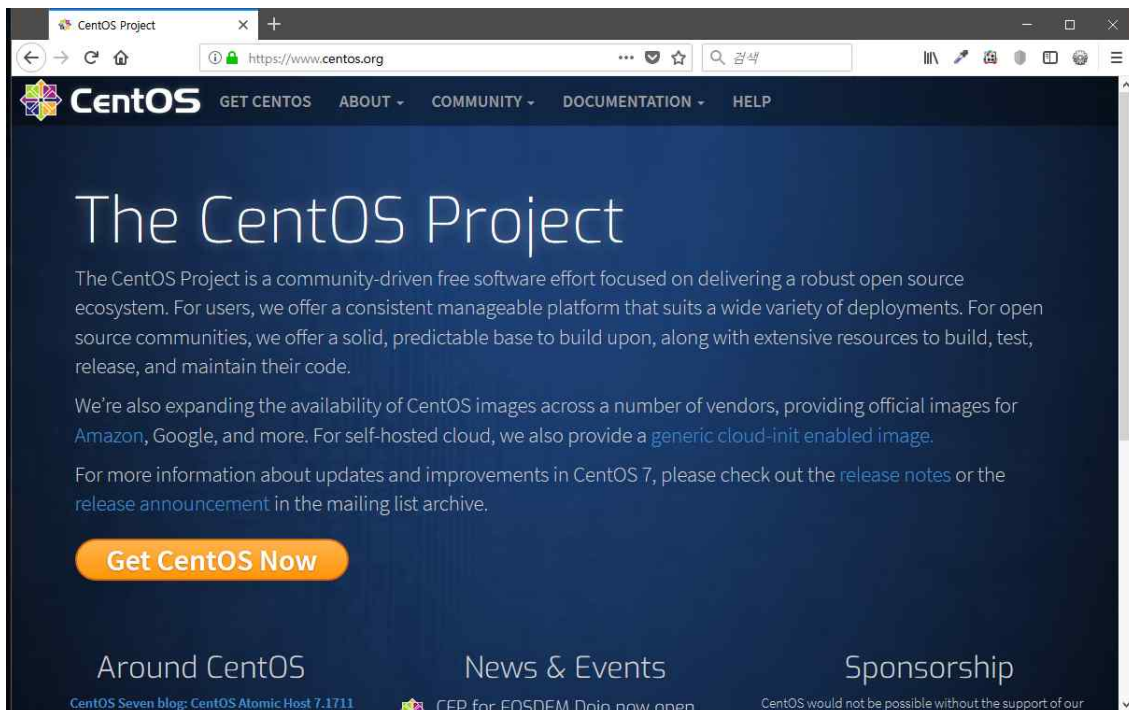 CentOS Project
https://www.centos.org
검색
CentOS GET CENTOS ABOUT COMMUNITY DOCUMENTATION HELP
The CentOS Project
The CentOS Project is a community-driven free software effort focused on delivering a robust open source
ecosystem. For users, we offer a consistent manageable platform that suits a wide variety of deployments. For open
source communities, we offer a solid, predictable base to build upon, along with extensive resources to build, test,
release, and maintain their code.
We're also expanding the availability of CentOS images across a number of vendors, providing official images for
Amazon, Google, and more. For self-hosted cloud, we also provide a generic cloud-init enabled image.
For more information about updates and improvements in CentOS 7, please check out the release notes or the
release announcement in the mailing list archive.
Get CentOS Now
Around CentOS
News & Events
Sponsorship
CentOS Seven blog: CentOS Atomic Host 7.1711
CFP for FOSDEM Dojo now open
CentOS would not be possible without the support of our